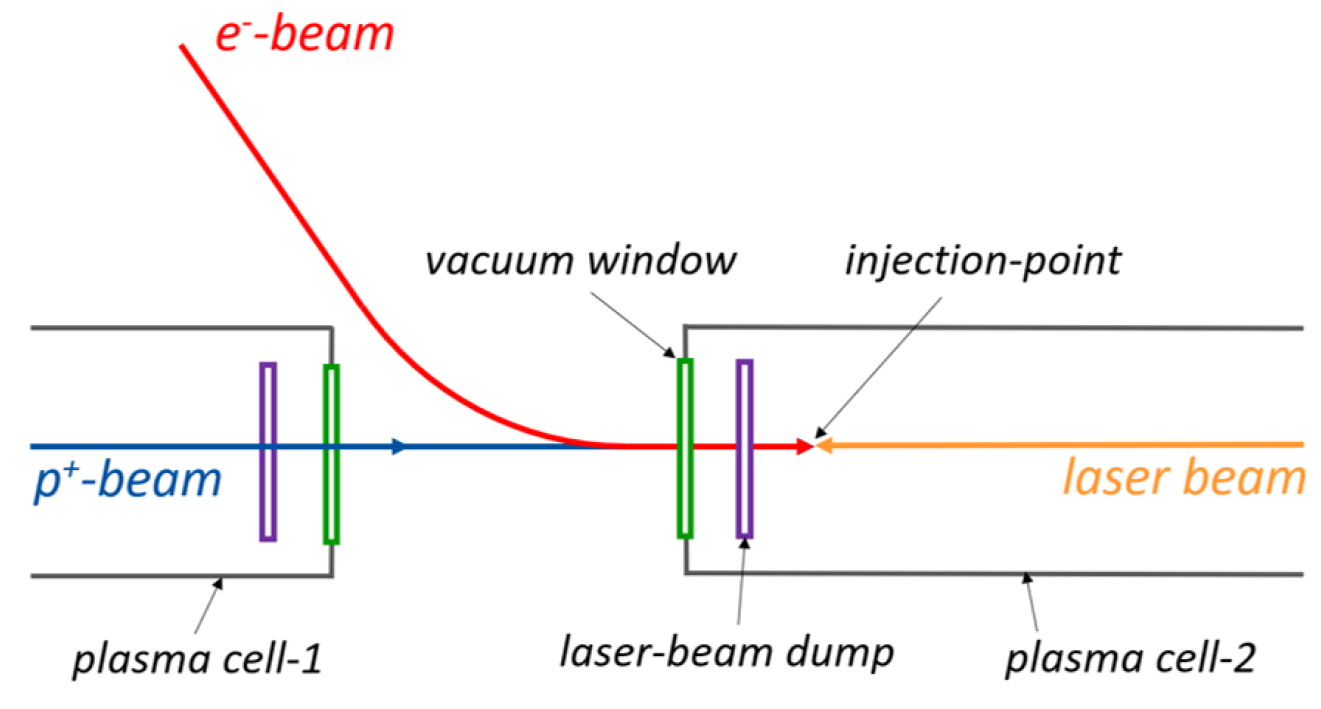 e⁻-beam
vacuum window
injection-point
p⁺-beam
laser beam
plasma cell-1
laser-beam dump
plasma cell-2